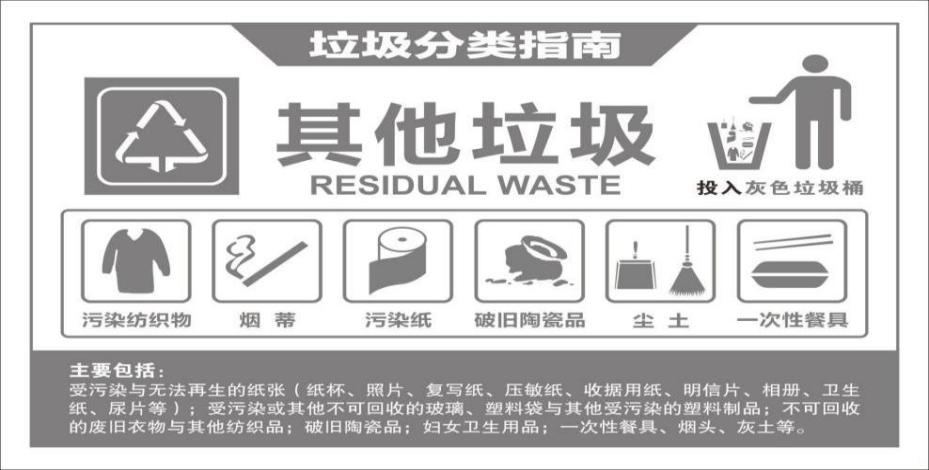 垃圾分类指南
其他垃圾
RESIDUAL WASTE
投入灰色垃圾桶
污染纺织物
烟蒂
污染纸
破旧陶瓷品
尘土
一次性餐具
主要包括：
受污染与无法再生的纸张（纸杯、照片、复写纸、压敏纸、收据用纸、明信片、相册、卫生
纸、尿片等）；受污染或其他不可回收的玻璃、塑料袋与其他受污染的塑料制品；不可回收
的废旧衣物与其他纺织品；破旧陶瓷品；妇女卫生用品；一次性餐具、烟头、灰土等。